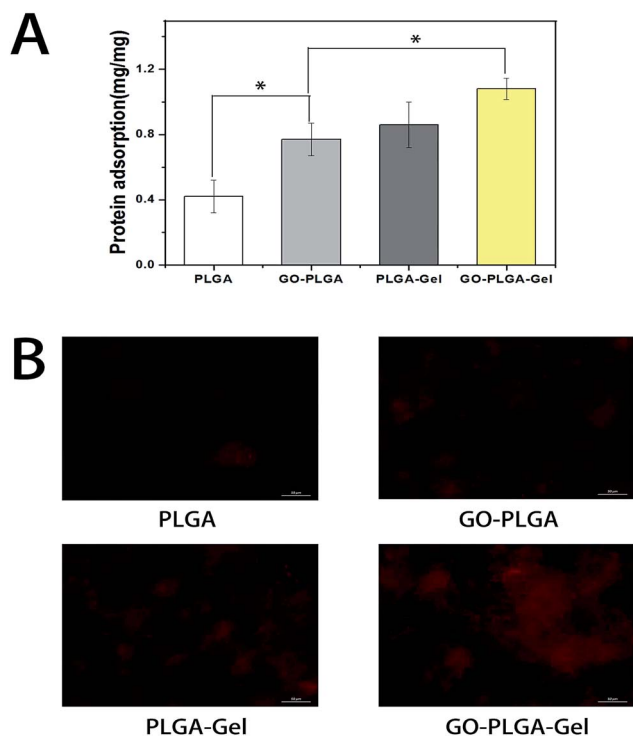 A
Protein adsorption(mg/mg)
1.2
0.8
0.4
0.0
*
*
PLGA
GO-PLGA
PLGA-Gel
GO-PLGA-Gel
B
PLGA
GO-PLGA
PLGA-Gel
GO-PLGA-Gel